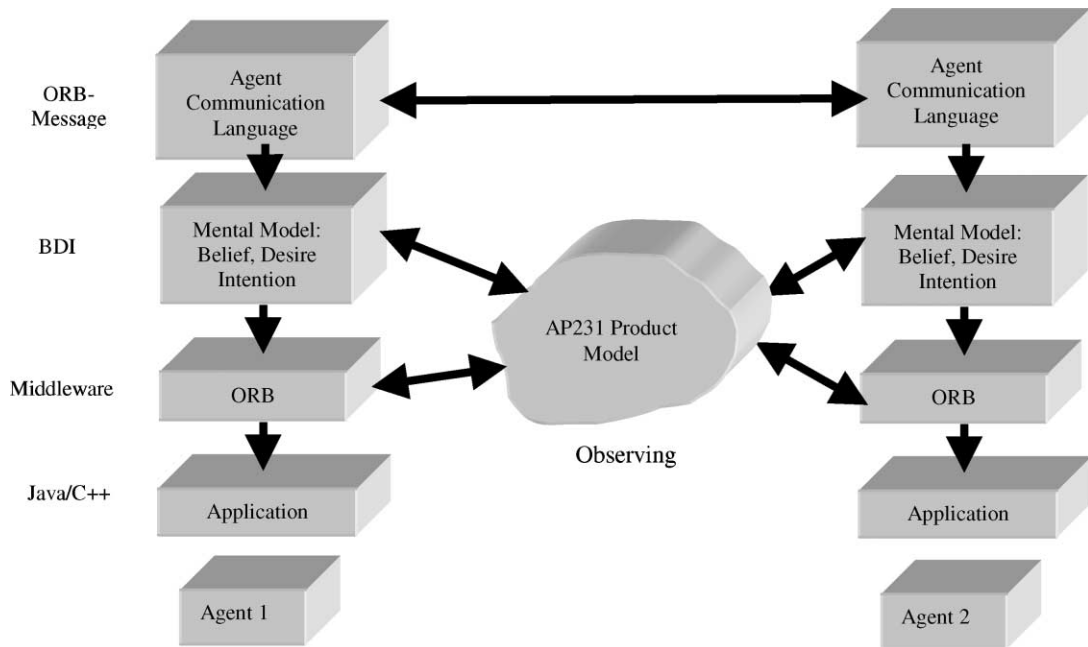 ORB-
Message
Agent
Communication
Language
Agent
Communication
Language
BDI
Mental Model:
Belief, Desire
Intention
Mental Model:
Belief, Desire
Intention
AP231 Product
Model
Middleware
ORB
ORB
Observing
Java/C++
Application
Application
Agent 1
Agent 2